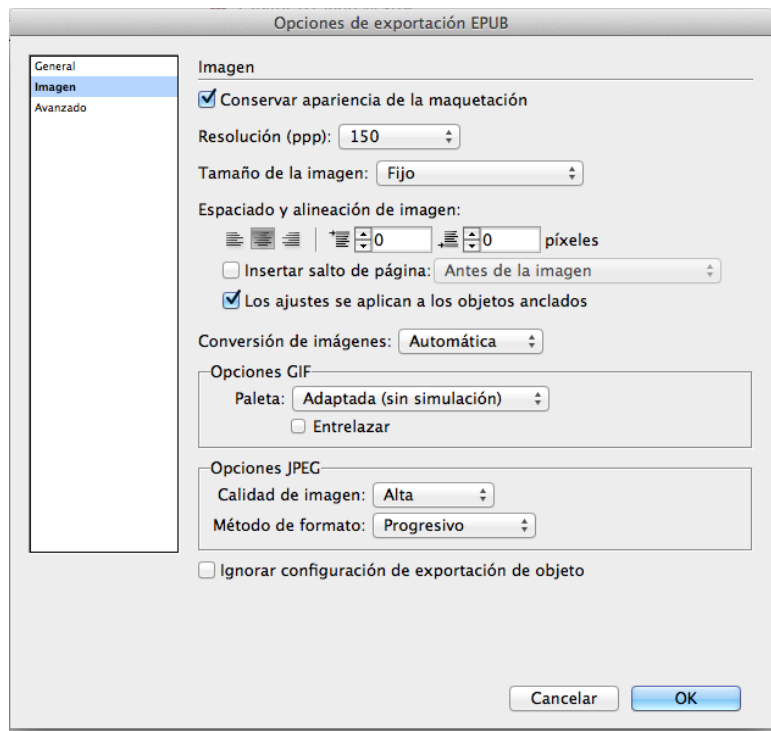 Opciones de exportación EPUB
General
Imagen
Avanzado
Imagen
Conservar apariencia de la maquetación
Resolución (ppp): 150
Tamaño de la imagen: Fijo
Espaciado y alineación de imagen:
0 0 píxeles
Insertar salto de página: Antes de la imagen
Los ajustes se aplican a los objetos anclados
Conversión de imágenes: Automática
Opciones GIF
Paleta: Adaptada (sin simulación)
Entrelazar
Opciones JPEG
Calidad de imagen: Alta
Método de formato: Progresivo
Ignorar configuración de exportación de objeto
Cancelar OK